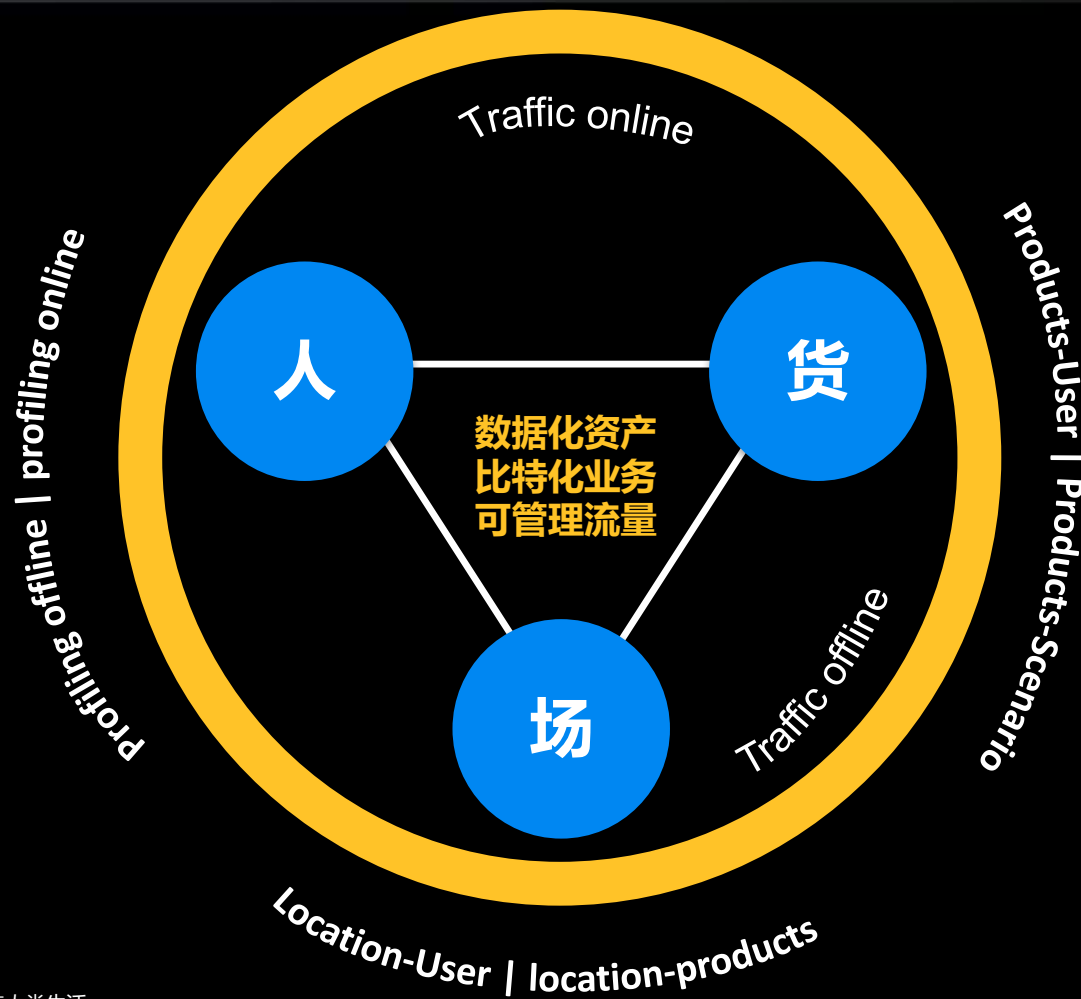 Traffic online
Profiling offline | profiling online
Products-User | Products-Scenario
人
货
数据化资产
比特化业务
可管理流量
Traffic offline
场
Location-User | location-products